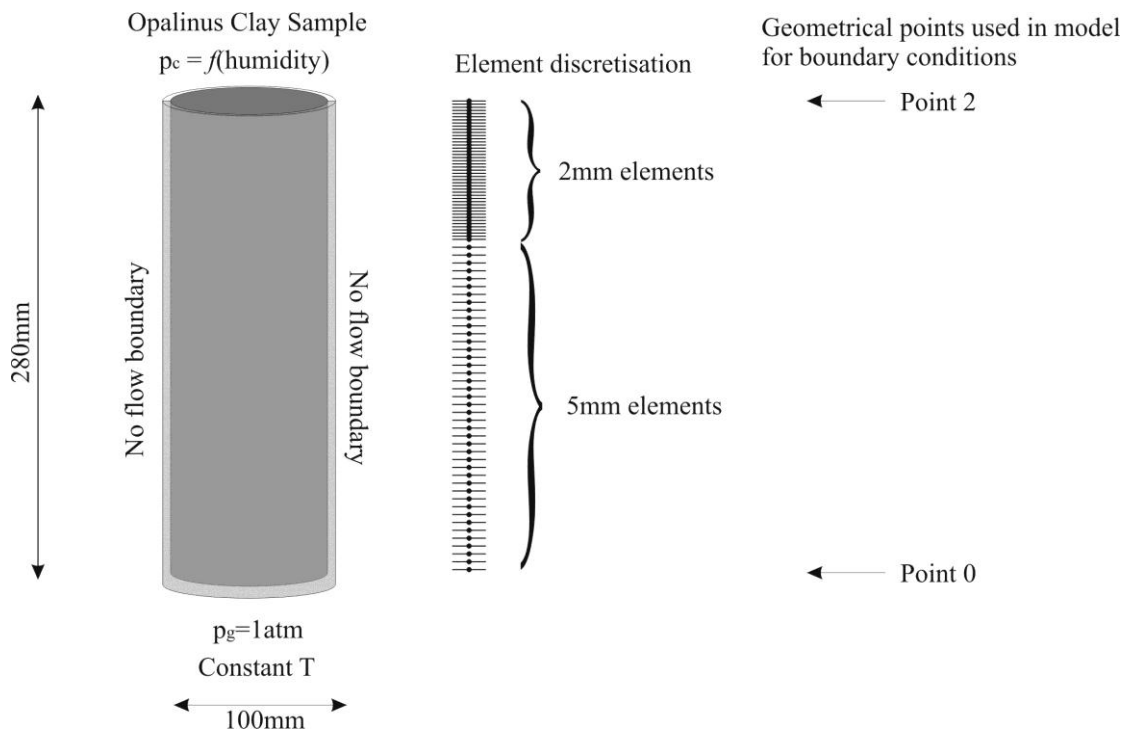 Opalinus Clay Sample
pc = f(humidity)
Element discretisation
Geometrical points used in model
for boundary conditions
Point 2
2mm elements
280mm
No flow boundary
No flow boundary
5mm elements
Point 0
pg=1atm
Constant T
100mm